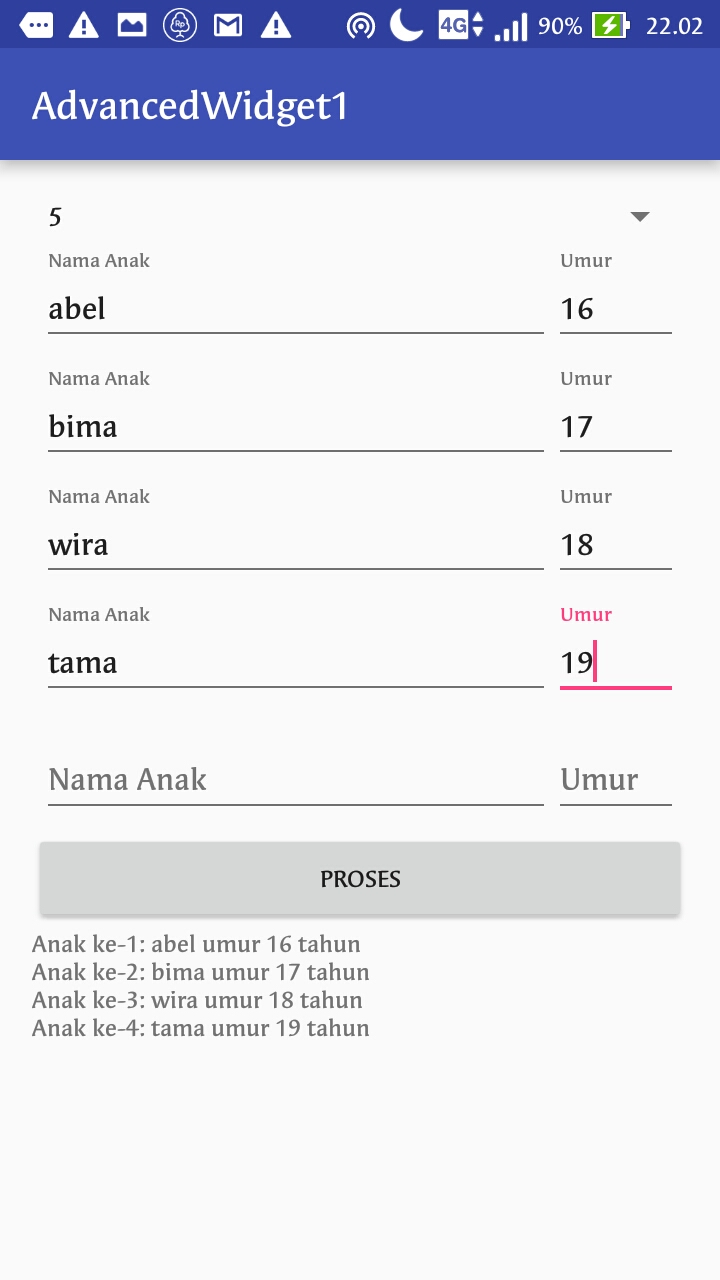 4G 90% 22.02
AdvancedWidget1
5
Nama Anak Umur
abel 16
Nama Anak Umur
bima 17
Nama Anak Umur
wira 18
Nama Anak Umur
tama 19
Nama Anak Umur
PROSES
Anak ke-1: abel umur 16 tahun
Anak ke-2: bima umur 17 tahun
Anak ke-3: wira umur 18 tahun
Anak ke-4: tama umur 19 tahun